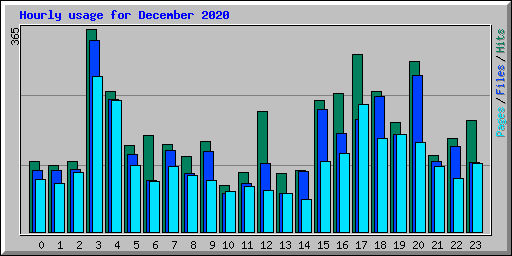 Hourly usage for December 2020
365
Pages/Files/Hits
0 1 2 3 4 5 6 7 8 9 10 11 12 13 14 15 16 17 18 19 20 21 22 23